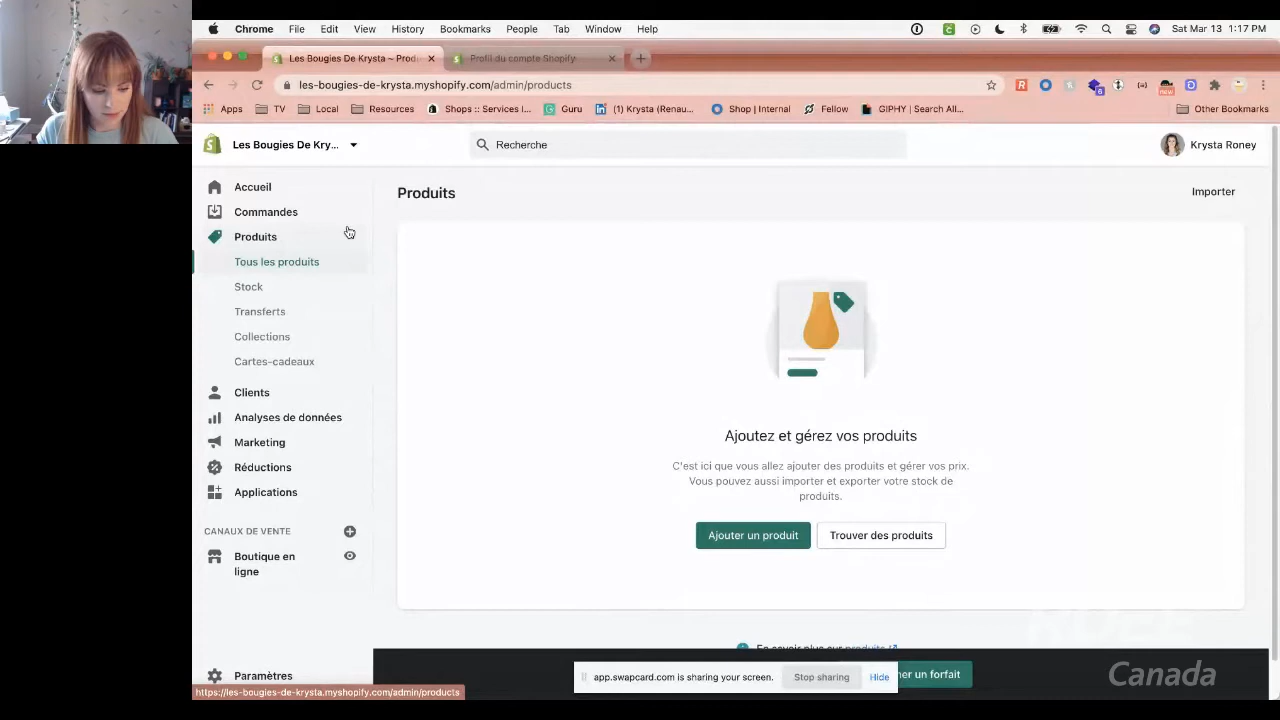 Chrome File Edit View History Bookmarks People Tab Window Help Sat Mar 13 1:17 PM
Les Bougies De Krysta ~ Prod Profil du compte Shopify
les-bougies-de-krysta.myshopify.com/admin/products
Apps TV Local Resources Shops :: Services I... Guru (1) Krysta (Renau... Shop | Internal Fellow GIPHY | Search All... Other Bookmarks
Les Bougies De Kry... Recherche Krysta Roney
Accueil
Commandes
Produits
Tous les produits
Stock
Transferts
Collections
Cartes-cadeaux
Clients
Analyses de données
Marketing
Réductions
Applications
CANAUX DE VENTE
Boutique en
ligne
Paramètres
https://les-bougies-de-krysta.myshopify.com/admin/products
Produits Importer
Ajoutez et gérez vos produits
C'est ici que vous allez ajouter des produits et gérer vos prix.
Vous pouvez aussi importer et exporter votre stock de
produits.
Ajouter un produit Trouver des produits
En savoir plus sur produits
app.swapcard.com is sharing your screen. Stop sharing Hide un forfait
Canada